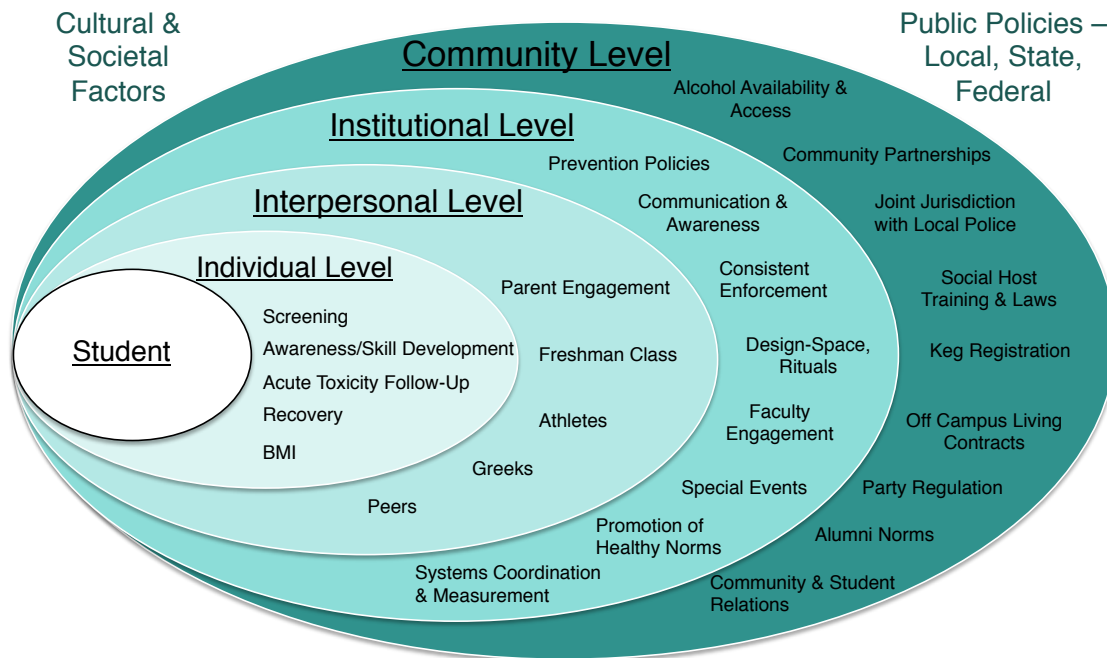 Cultural &
Societal
Factors
Public Policies –
Local, State,
Federal
Community Level
Alcohol Availability &
Access
Community Partnerships
Joint Jurisdiction
with Local Police
Social Host
Training & Laws
Keg Registration
Off Campus Living
Contracts
Party Regulation
Alumni Norms
Community & Student
Relations
Institutional Level
Prevention Policies
Communication &
Awareness
Consistent
Enforcement
Design-Space,
Rituals
Faculty
Engagement
Special Events
Promotion of
Healthy Norms
Systems Coordination
& Measurement
Interpersonal Level
Parent Engagement
Freshman Class
Athletes
Greeks
Peers
Individual Level
Screening
Awareness/Skill Development
Acute Toxicity Follow-Up
Recovery
BMI
Student